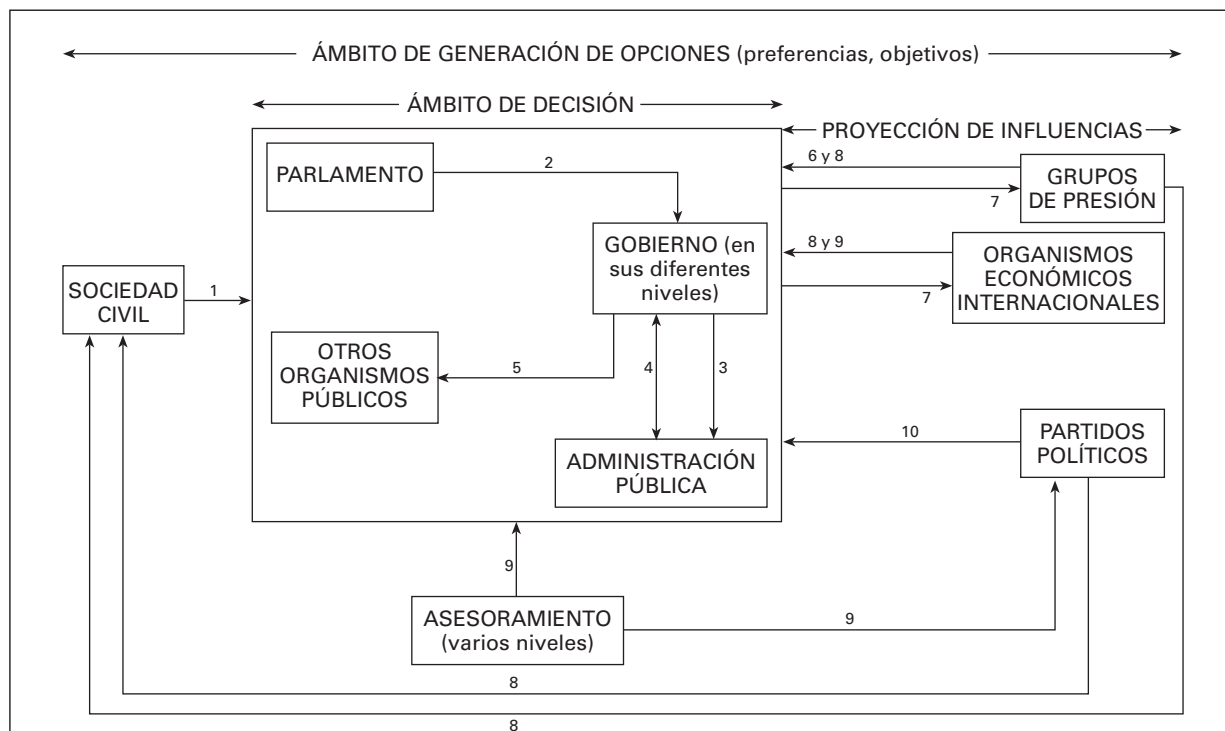 ÁMBITO DE GENERACIÓN DE OPCIONES (preferencias, objetivos)
ÁMBITO DE DECISIÓN
PROYECCIÓN DE INFLUENCIAS
PARLAMENTO
2
6 y 8
7
GRUPOS
DE PRESIÓN
GOBIERNO (en
sus diferentes
niveles)
8 y 9
7
ORGANISMOS
ECONÓMICOS
INTERNACIONALES
SOCIEDAD
CIVIL
1
OTROS
ORGANISMOS
PÚBLICOS
5
4
3
ADMINISTRACIÓN
PÚBLICA
10
PARTIDOS
POLÍTICOS
9
ASESORAMIENTO
(varios niveles)
9
8
8